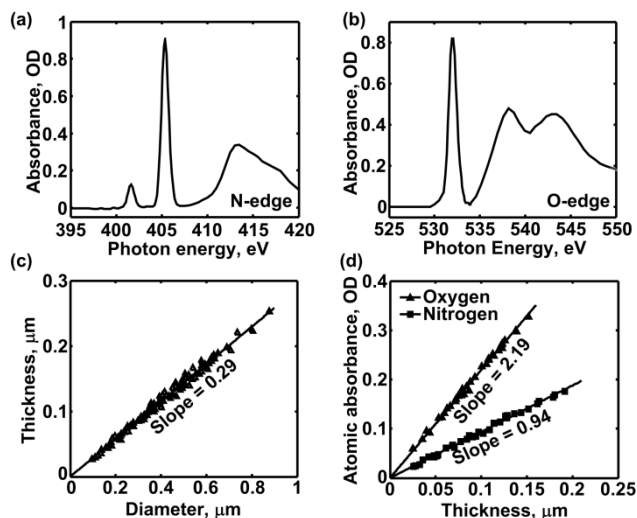 (a)
Absorbance, OD
1
0.8
0.6
0.4
0.2
0
395 400 405 410 415 420
Photon energy, eV
N-edge
(b)
Absorbance, OD
0.8
0.6
0.4
0.2
0
525 530 535 540 545 550
Photon Energy, eV
O-edge
(c)
Thickness, μm
0.3
0.2
0.1
0
0 0.2 0.4 0.6 0.8 1
Diameter, μm
Slope = 0.29
(d)
Atomic absorbance, OD
0.4
0.3
0.2
0.1
0
0 0.05 0.1 0.15 0.2 0.25
Thickness, μm
Oxygen
Nitrogen
Slope = 2.19
Slope = 0.94